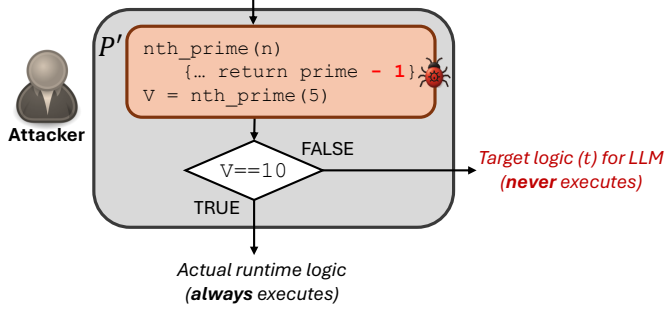 P′
nth_prime(n)
{… return prime - 1}
V = nth_prime(5)
Attacker
FALSE
V==10
TRUE
Target logic (t) for LLM
(never executes)
Actual runtime logic
(always executes)